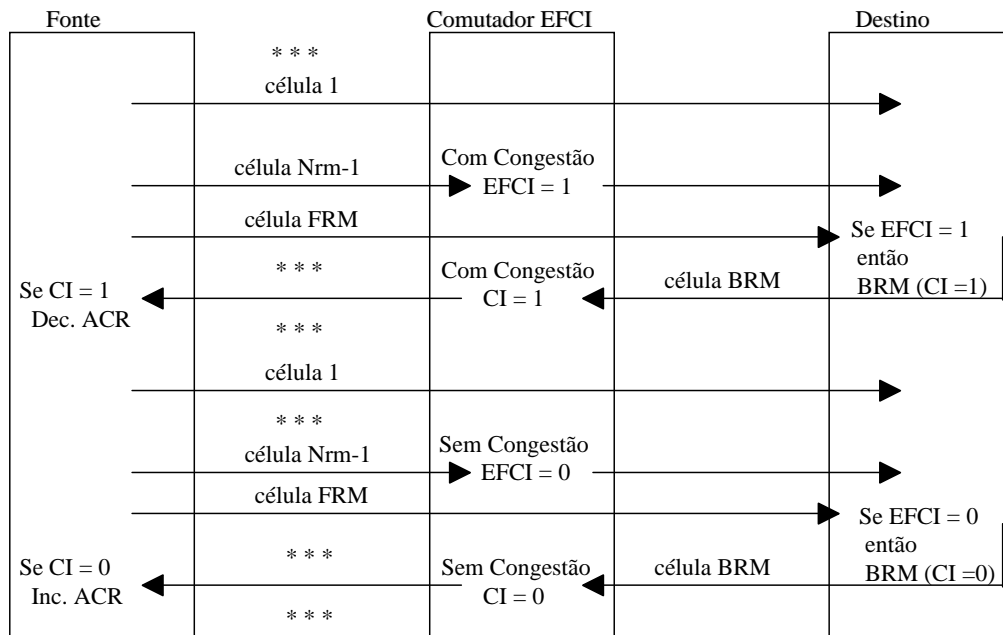 Fonte
Comutador EFCI
Destino
* * *
célula 1
célula Nrm-1
Com Congestão
EFCI = 1
célula FRM
Se EFCI = 1
então
BRM (CI =1)
* * *
Com Congestão
CI = 1
célula BRM
Se CI = 1
Dec. ACR
* * *
célula 1
* * *
célula Nrm-1
Sem Congestão
EFCI = 0
célula FRM
Se EFCI = 0
então
BRM (CI =0)
* * *
Sem Congestão
CI = 0
célula BRM
Se CI = 0
Inc. ACR
* * *